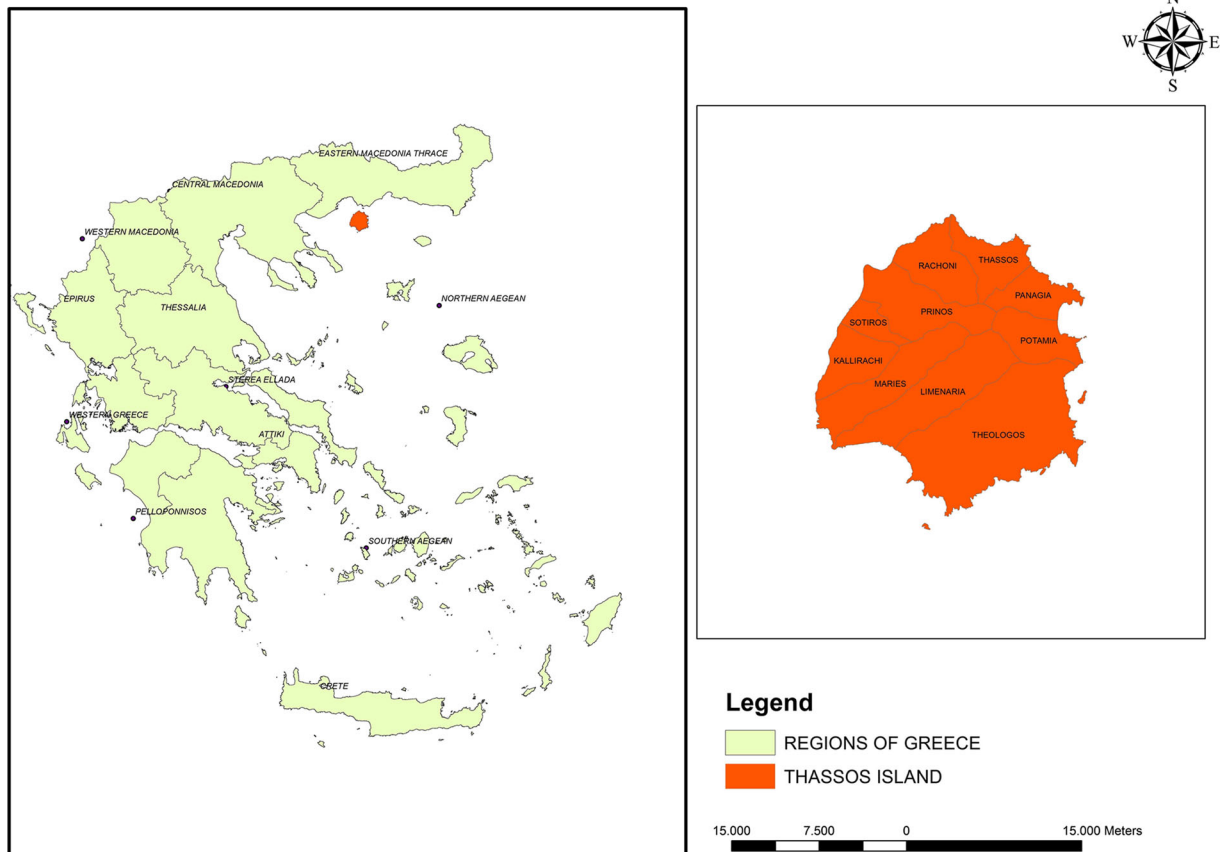 N
W E
S
EASTERN MACEDONIA THRACE
CENTRAL MACEDONIA
WESTERN MACEDONIA
EPIRUS
THESSALIA
NORTHERN AEGEAN
STEREA ELLADA
WESTERN GREECE
ATTIKI
PELLOPONNISOS
SOUTHERN AEGEAN
CRETE
RACHONI
THASSOS
PANAGIA
PRINOS
SOTIROS
POTAMIA
KALLIRACHI
MARIES
LIMENARIA
THEOLOGOS
Legend
REGIONS OF GREECE
THASSOS ISLAND
15.000 7.500 0 15.000 Meters